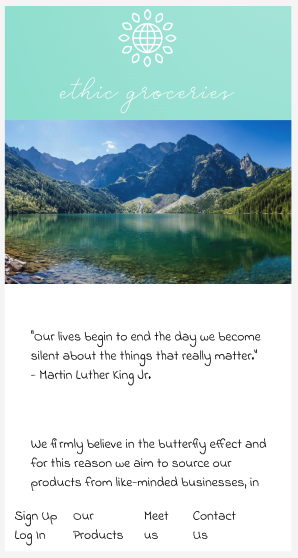 ethic groceries
"Our lives begin to end the day we become
silent about the things that really matter."
- Martin Luther King Jr.
We firmly believe in the butterfly effect and
for this reason we aim to source our
products from like-minded businesses, in
Sign Up Our Meet Contact
Log In Products us Us